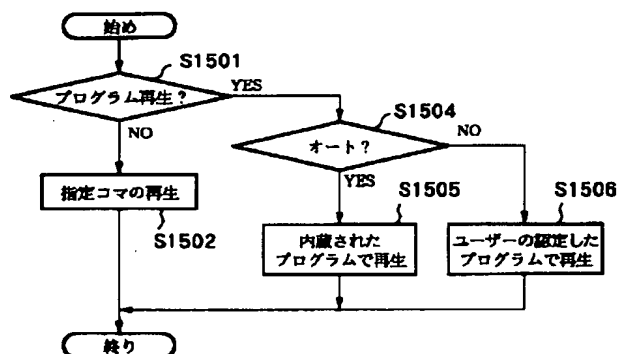 始め
S1501
プログラム再生?
YES
NO
S1504
オート?
NO
YES
指定コマの再生
S1502
S1505
内蔵された
プログラムで再生
S1506
ユーザーの認定した
プログラムで再生
終り